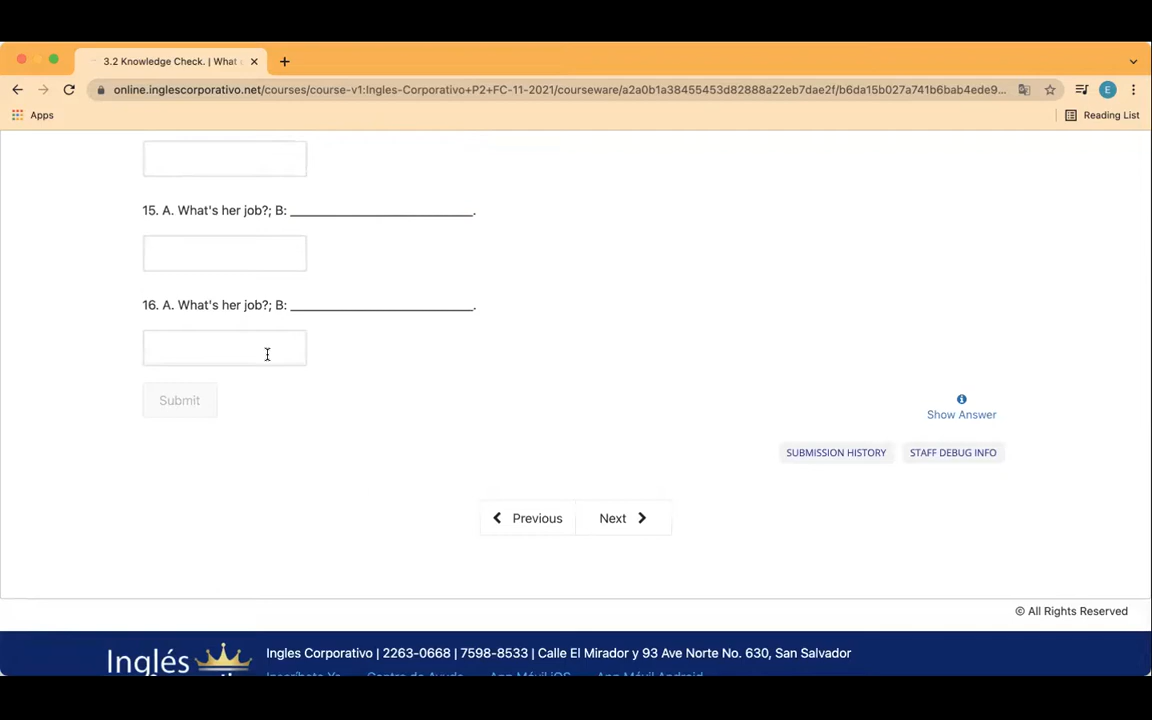 3.2 Knowledge Check. | What
online.inglescorporativo.net/courses/course-v1:Ingles-Corporativo+P2+FC-11-2021/courseware/a2a0b1a38455453d82888a22eb7dae2f/b6da15b027a741b6bab4ede9...
E
Apps
Reading List
15. A. What's her job?; B: _________________________.
16. A. What's her job?; B: _________________________.
Submit
Show Answer
SUBMISSION HISTORY
STAFF DEBUG INFO
Previous
Next
© All Rights Reserved
Inglés
Ingles Corporativo | 2263-0668 | 7598-8533 | Calle El Mirador y 93 Ave Norte No. 630, San Salvador